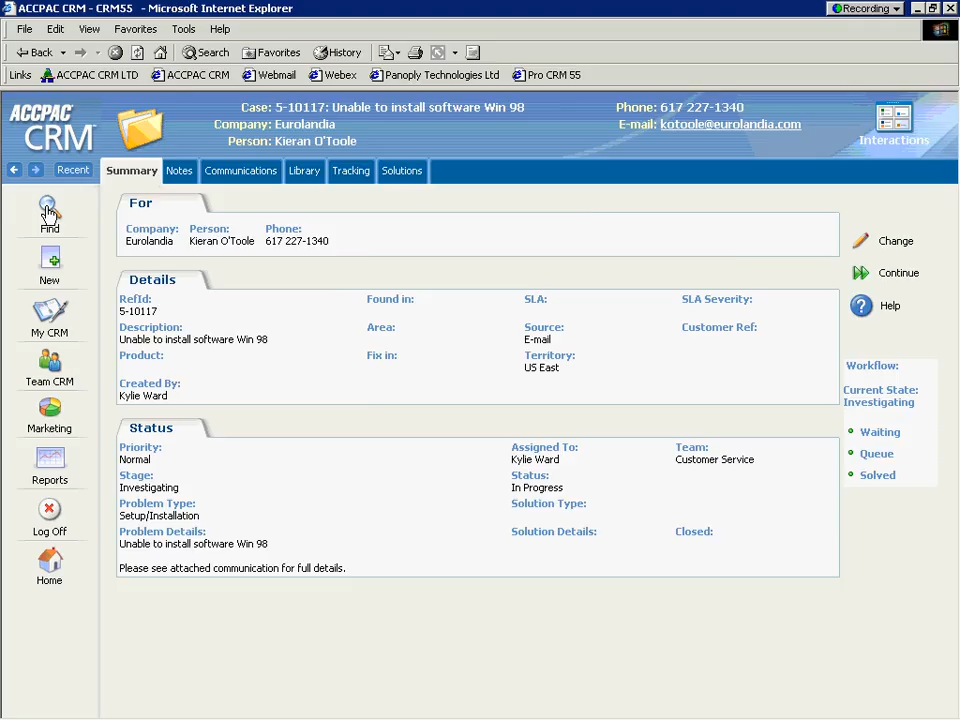 ACCPAC CRM - CRM55 - Microsoft Internet Explorer
Recording
File Edit View Favorites Tools Help
Back Search Favorites History
Links ACCPAC CRM LTD ACCPAC CRM Webmail Webex Panoply Technologies Ltd Pro CRM 55
ACCPAC
CRM
Case: 5-10117: Unable to install software Win 98
Company: Eurolandia
Person: Kieran O'Toole
Phone: 617 227-1340
E-mail: kotoole@eurolandia.com
Interactions
Recent Summary Notes Communications Library Tracking Solutions
Find
New
My CRM
Team CRM
Marketing
Reports
Log Off
Home
For
Company: Person: Phone:
Eurolandia Kieran O'Toole 617 227-1340
Details
RefId: Found in: SLA: SLA Severity:
5-10117
Description: Area: Source: Customer Ref:
Unable to install software Win 98 E-mail
Product: Fix in: Territory:
US East
Created By:
Kylie Ward
Status
Priority: Assigned To: Team:
Normal Kylie Ward Customer Service
Stage: Status:
Investigating In Progress
Problem Type: Solution Type:
Setup/Installation
Problem Details: Solution Details: Closed:
Unable to install software Win 98
Please see attached communication for full details.
Change
Continue
Help
Workflow:
Current State:
Investigating
Waiting
Queue
Solved